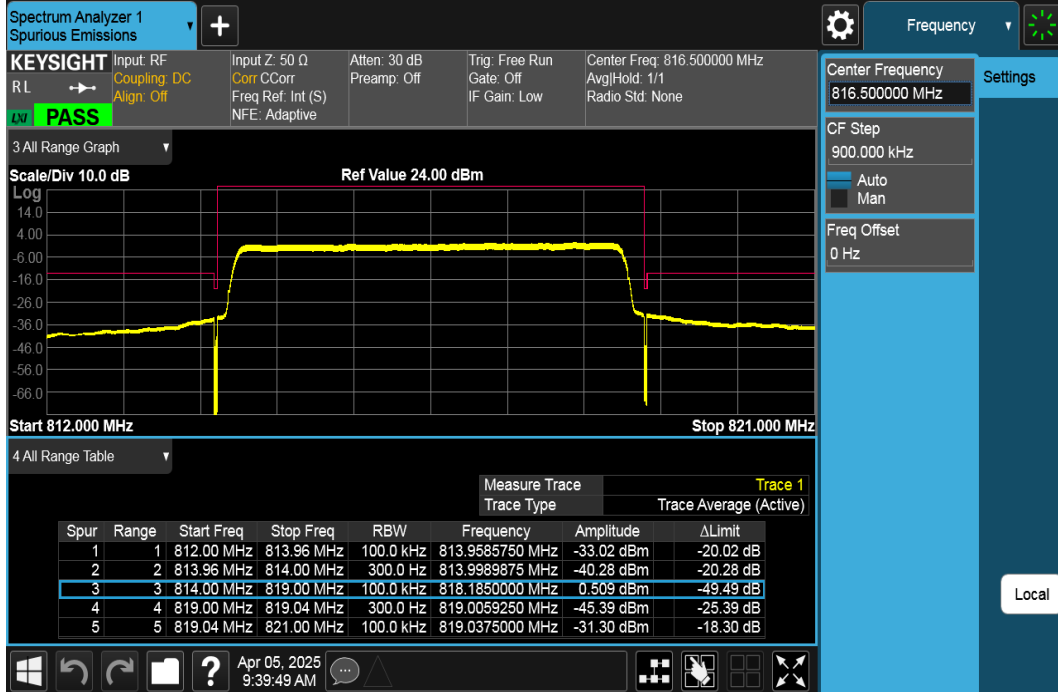 Spectrum Analyzer 1
Spurious Emissions
+
Frequency
KEYSIGHT Input: RF Input Z: 50 Ω Atten: 30 dB Trig: Free Run Center Freq: 816.500000 MHz
RL Coupling: DC Corr CCorr Preamp: Off Gate: Off Avg|Hold: 1/1
Align: Off Freq Ref: Int (S) IF Gain: Low Radio Std: None
LXI PASS NFE: Adaptive
Center Frequency
816.500000 MHz
Settings
CF Step
900.000 kHz
Auto
Man
Freq Offset
0 Hz
Local
3 All Range Graph
Scale/Div 10.0 dB Ref Value 24.00 dBm
Log
14.0
4.00
-6.00
-16.0
-26.0
-36.0
-46.0
-56.0
-66.0
Start 812.000 MHz Stop 821.000 MHz
4 All Range Table
Measure Trace Trace 1
Trace Type Trace Average (Active)
Spur Range Start Freq Stop Freq RBW Frequency Amplitude ΔLimit
1 1 812.00 MHz 813.96 MHz 100.0 kHz 813.9585750 MHz -33.02 dBm -20.02 dB
2 2 813.96 MHz 814.00 MHz 300.0 Hz 813.9989875 MHz -40.28 dBm -20.28 dB
3 3 814.00 MHz 819.00 MHz 100.0 kHz 818.1850000 MHz 0.509 dBm -49.49 dB
4 4 819.00 MHz 819.04 MHz 300.0 Hz 819.0059250 MHz -45.39 dBm -25.39 dB
5 5 819.04 MHz 821.00 MHz 100.0 kHz 819.0375000 MHz -31.30 dBm -18.30 dB
?
Apr 05, 2025
9:39:49 AM